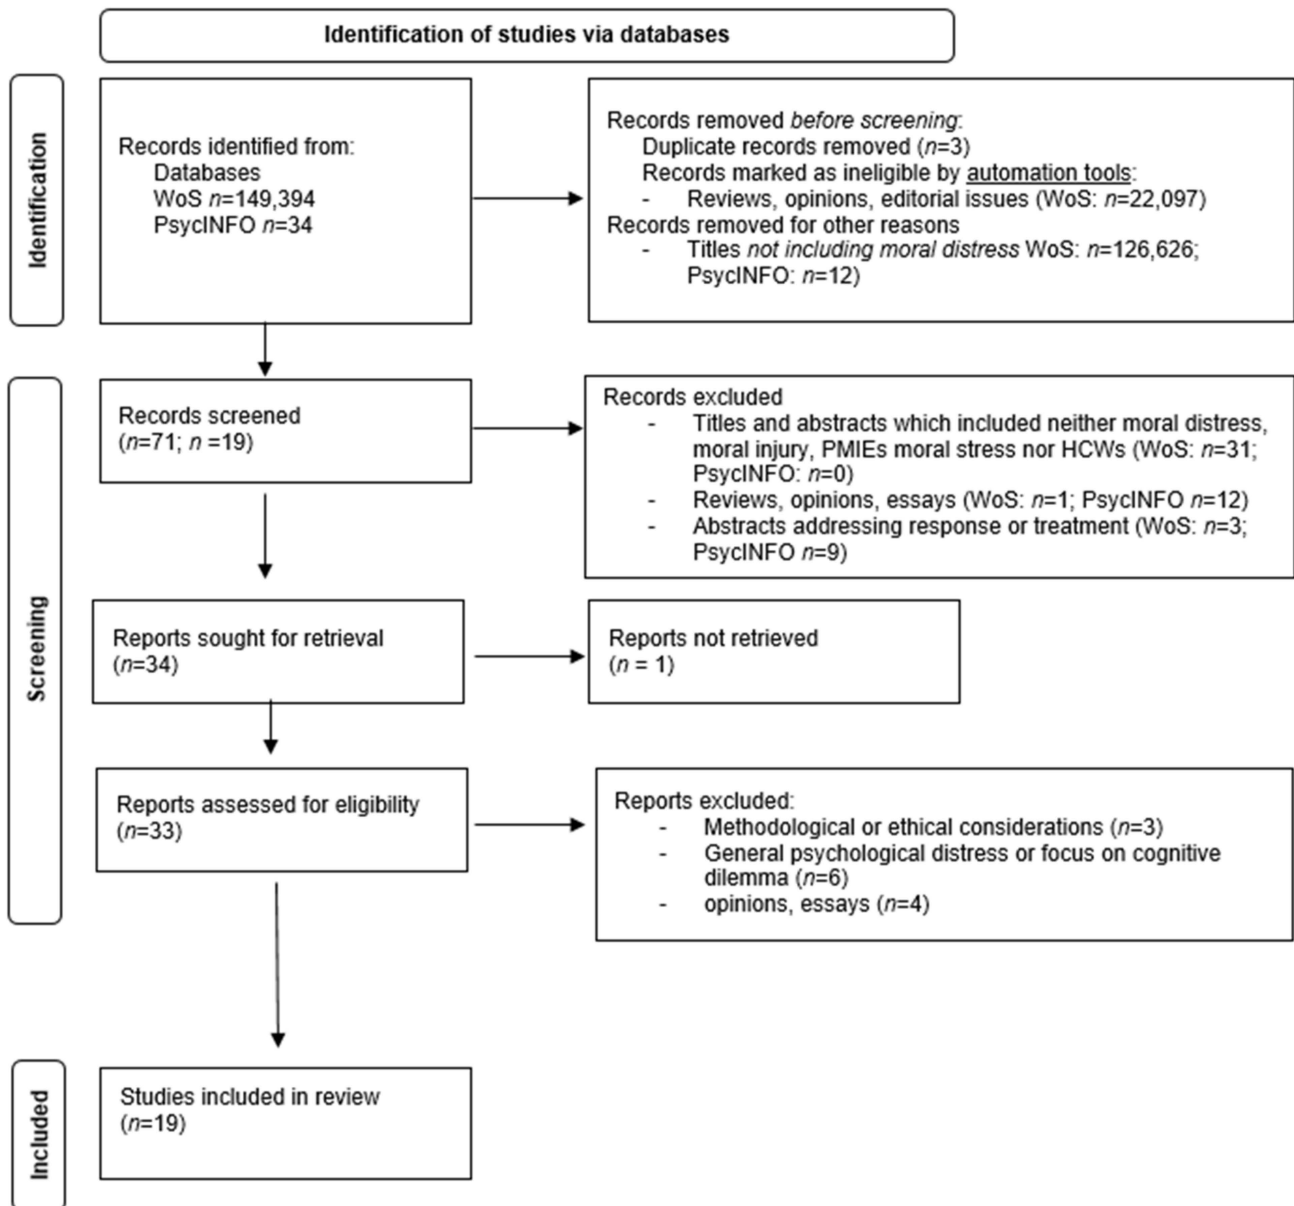 Identification of studies via databases
Identification
Records identified from:
Databases
WoS n=149,394
PsycINFO n=34
Records removed before screening:
Duplicate records removed (n=3)
Records marked as ineligible by automation tools:
- Reviews, opinions, editorial issues (WoS: n=22,097)
Records removed for other reasons
- Titles not including moral distress WoS: n=126,626;
PsycINFO: n=12)
Screening
Records screened
(n=71; n =19)
Records excluded
- Titles and abstracts which included neither moral distress,
moral injury, PMIEs moral stress nor HCWs (WoS: n=31;
PsycINFO: n=0)
- Reviews, opinions, essays (WoS: n=1; PsycINFO n=12)
- Abstracts addressing response or treatment (WoS: n=3;
PsycINFO n=9)
Reports sought for retrieval
(n=34)
Reports not retrieved
(n = 1)
Reports assessed for eligibility
(n=33)
Reports excluded:
- Methodological or ethical considerations (n=3)
- General psychological distress or focus on cognitive
dilemma (n=6)
- opinions, essays (n=4)
Included
Studies included in review
(n=19)